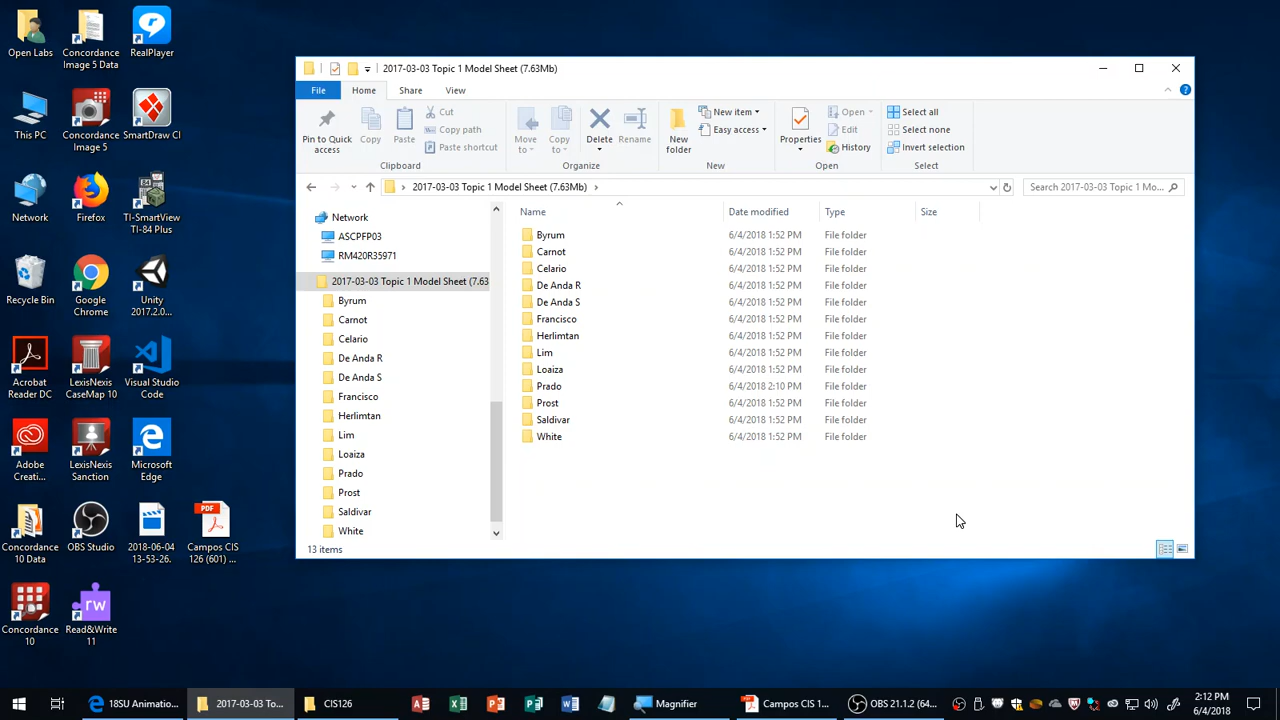 Open Labs
Concordance Image 5 Data
RealPlayer
This PC
Concordance Image 5
SmartDraw CI
Network
Firefox
TI-SmartView TI-84 Plus
Recycle Bin
Google Chrome
Unity 2017.2.0...
Acrobat Reader DC
LexisNexis CaseMap 10
Visual Studio Code
Adobe Creati...
LexisNexis Sanction
Microsoft Edge
Concordance 10 Data
OBS Studio
2018-06-04 13-53-26.
PDF
Campos CIS 126 (601) ...
Concordance 10
rw
Read&Write 11
2017-03-03 Topic 1 Model Sheet (7.63Mb)
File Home Share View
Pin to Quick access
Copy
Paste
Cut
Copy path
Paste shortcut
Clipboard
Move to
Copy to
Delete
Rename
Organize
New folder
New item
Easy access
New
Properties
Open
Edit
History
Open
Select all
Select none
Invert selection
Select
2017-03-03 Topic 1 Model Sheet (7.63Mb)
Search 2017-03-03 Topic 1 Mo...
Network
ASCPFP03
RM420R35971
2017-03-03 Topic 1 Model Sheet (7.63
Byrum
Carnot
Celario
De Anda R
De Anda S
Francisco
Herlimtan
Lim
Loaiza
Prado
Prost
Saldivar
White
Name Date modified Type Size
Byrum 6/4/2018 1:52 PM File folder
Carnot 6/4/2018 1:52 PM File folder
Celario 6/4/2018 1:52 PM File folder
De Anda R 6/4/2018 1:52 PM File folder
De Anda S 6/4/2018 1:52 PM File folder
Francisco 6/4/2018 1:52 PM File folder
Herlimtan 6/4/2018 1:52 PM File folder
Lim 6/4/2018 1:52 PM File folder
Loaiza 6/4/2018 1:52 PM File folder
Prado 6/4/2018 2:10 PM File folder
Prost 6/4/2018 1:52 PM File folder
Saldivar 6/4/2018 1:52 PM File folder
White 6/4/2018 1:52 PM File folder
13 items
18SU Animatio...
2017-03-03 To...
CIS126
Magnifier
Campos CIS 1...
OBS 21.1.2 (64...
2:12 PM
6/4/2018